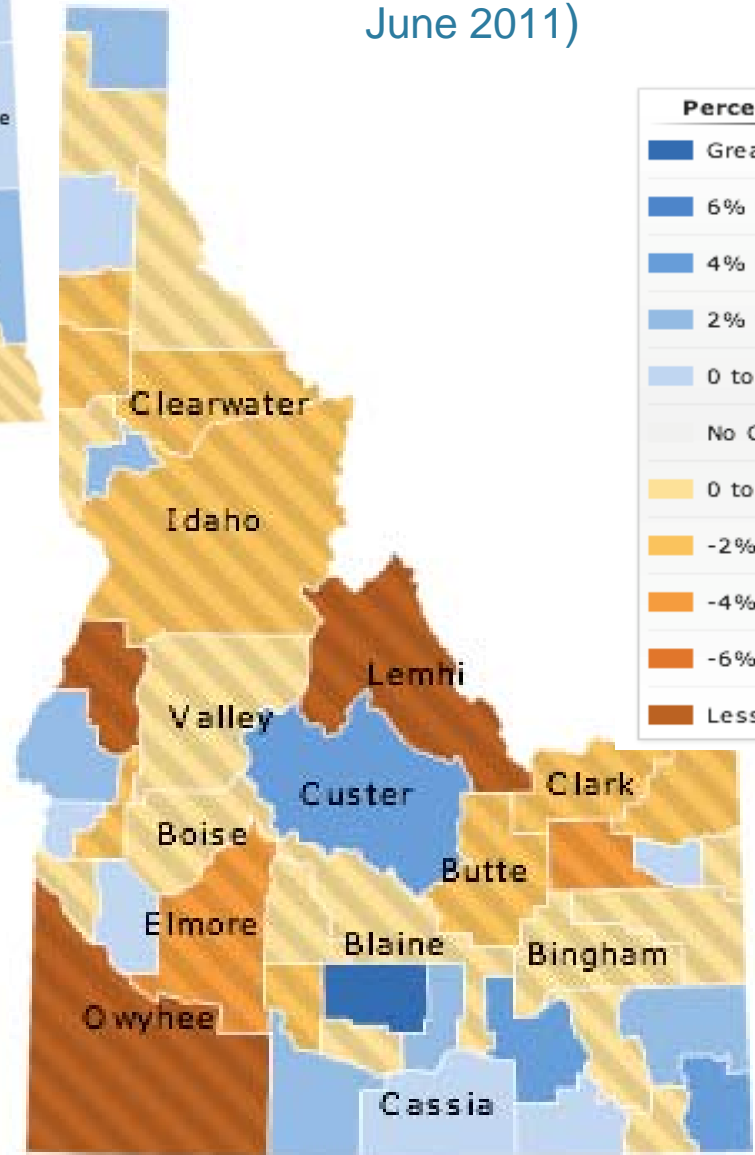 June 2011)
e
Perce
Grea
6%
4%
2%
0 to
No C
0 to
-2%
-4%
-6%
Less
Clearwater
Idaho
Lemhi
Valley
Custer
Clark
Boise
Butte
Elmore
Blaine
Bingham
Owyhee
Cassia